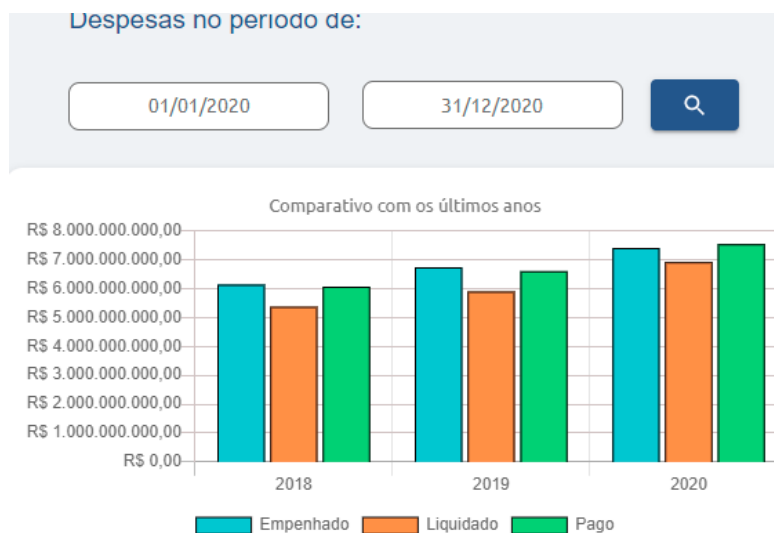 Despesas no período de:
01/01/2020 31/12/2020
Comparativo com os últimos anos
R$ 8.000.000.000,00
R$ 7.000.000.000,00
R$ 6.000.000.000,00
R$ 5.000.000.000,00
R$ 4.000.000.000,00
R$ 3.000.000.000,00
R$ 2.000.000.000,00
R$ 1.000.000.000,00
R$ 0,00
2018 2019 2020
Empenhado Liquidado Pago